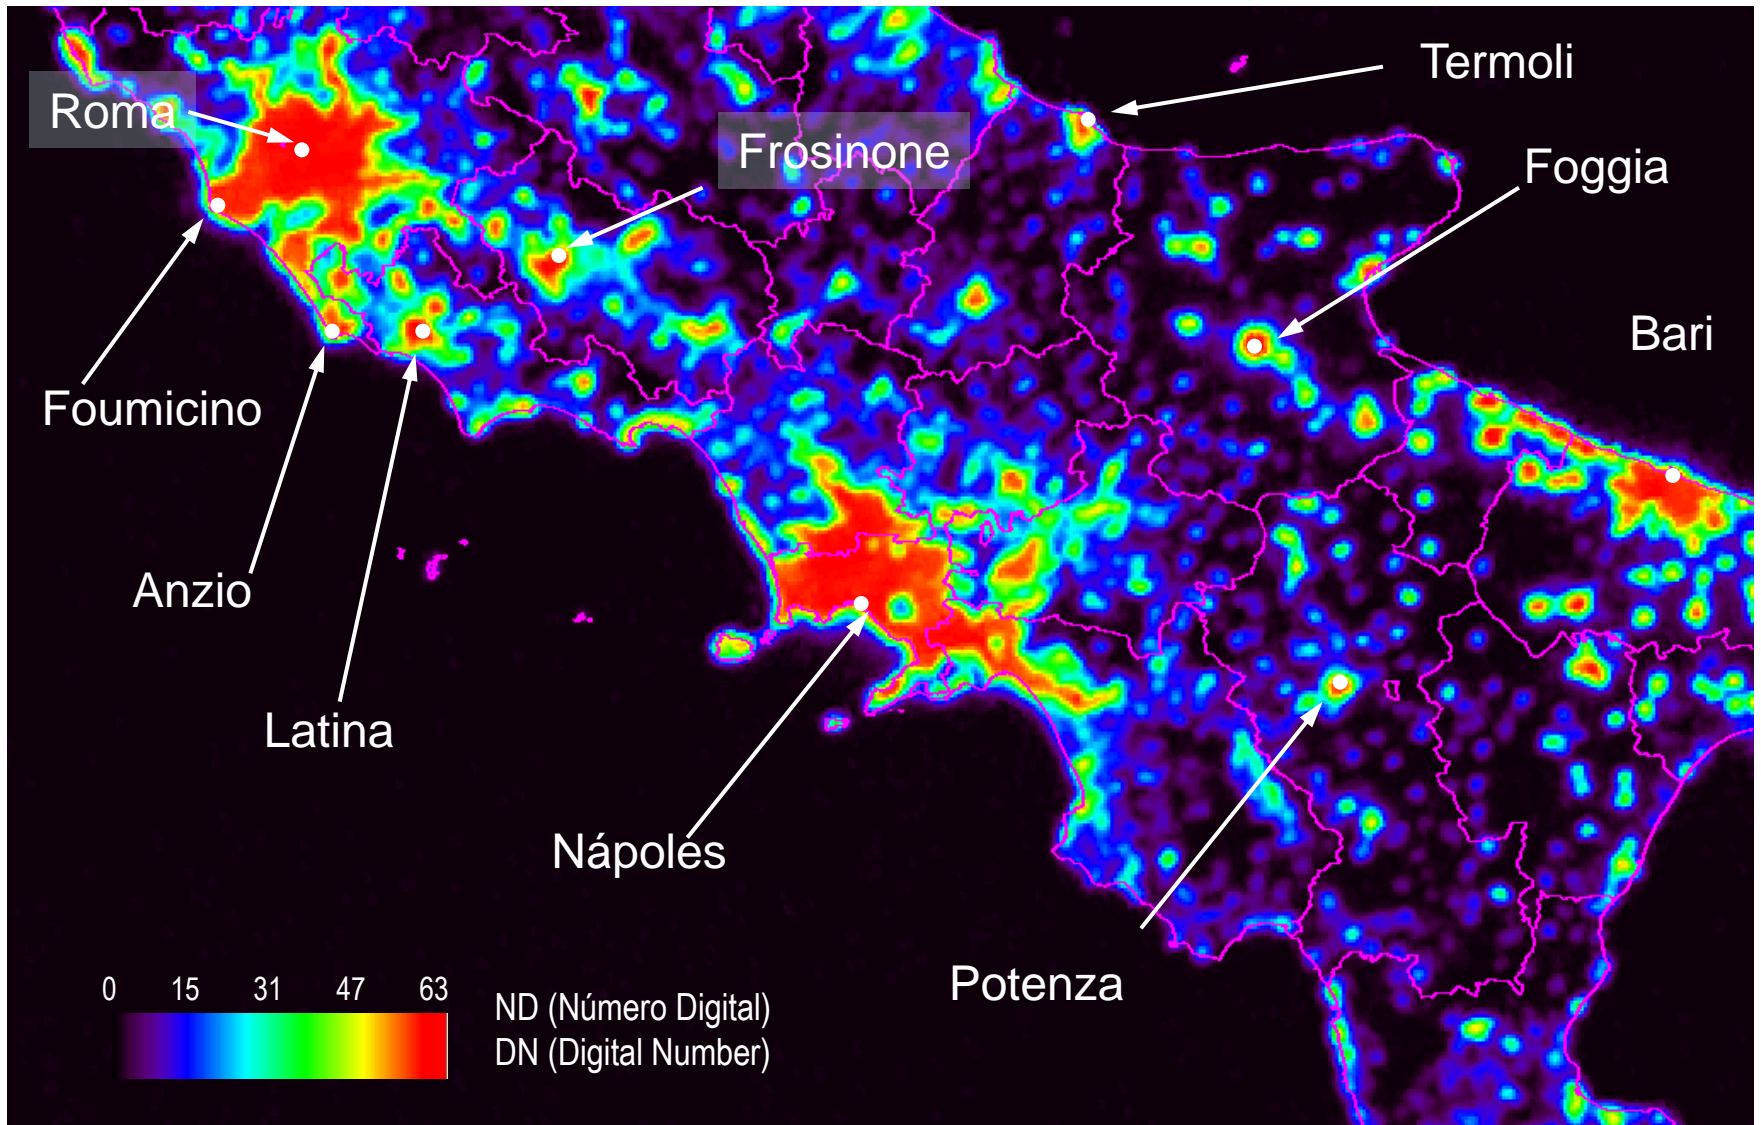 Termoli
Roma
Frosinone
Foggia
Bari
Foumicino
Anzio
Latina
Nápoles
Potenza
0 15 31 47 63
ND (Número Digital)
DN (Digital Number)